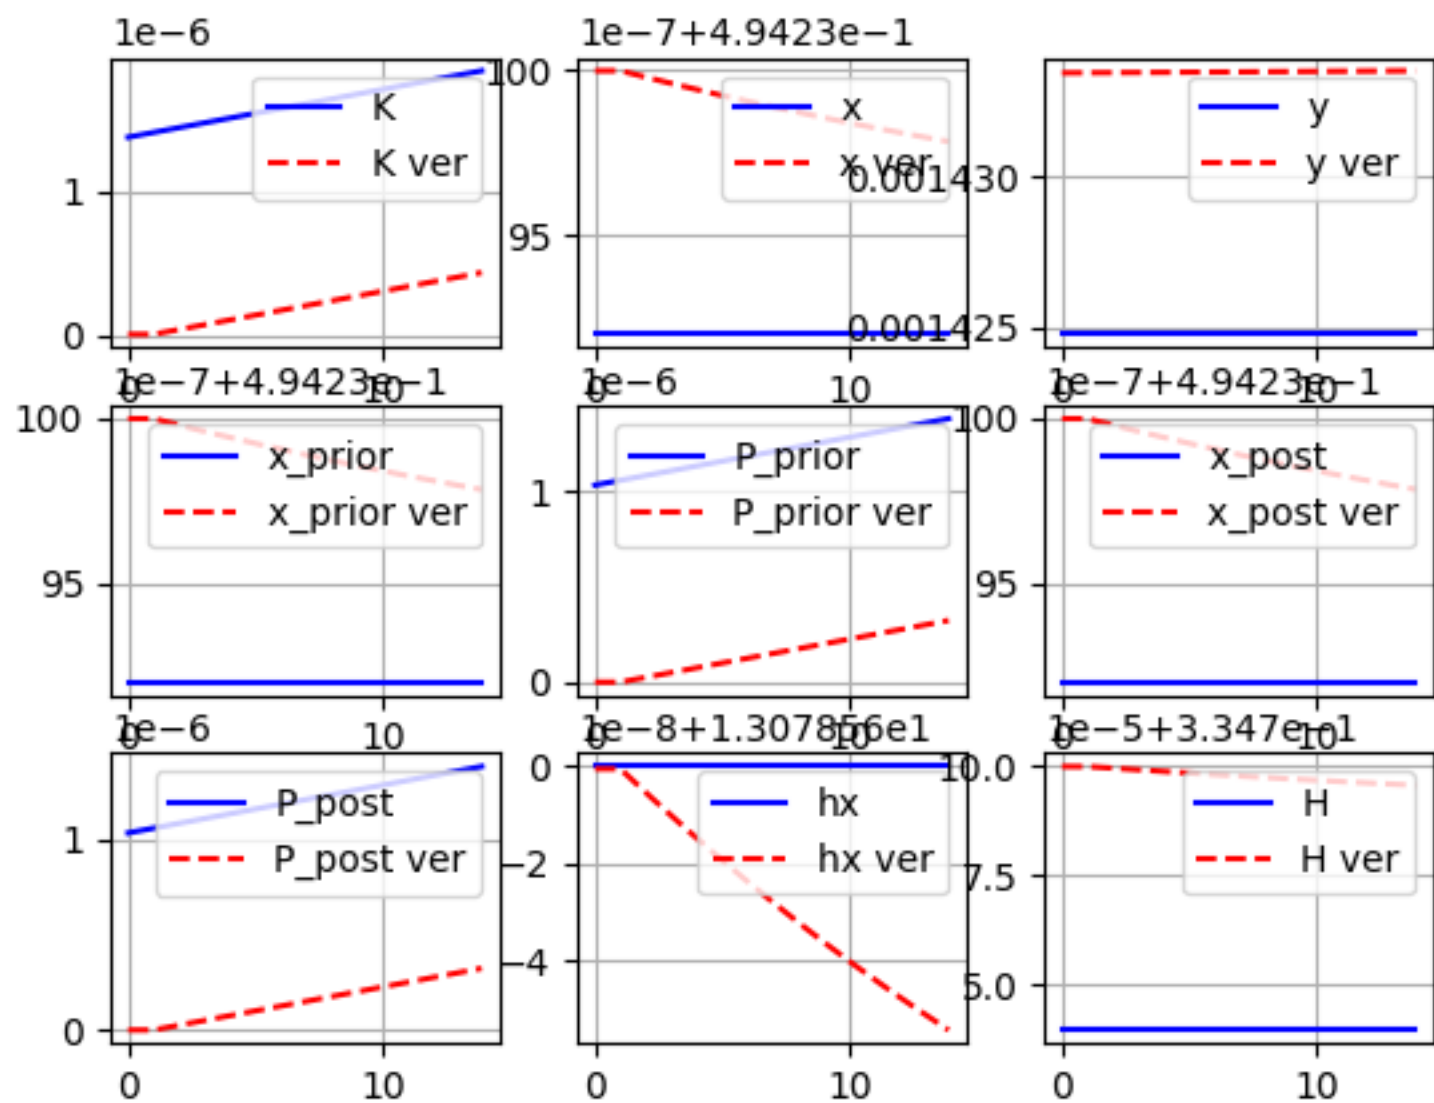 1e−6
1e−7+4.9423e−1
K
K ver
1
0
0
10
100
x
x ver
95
0
10
0.001430
y
y ver
0.001425
0
10
1e−7+4.9423e−1
1e−6
1e−7+4.9423e−1
100
x_prior
x_prior ver
95
0
10
1
P_prior
P_prior ver
0
0
10
100
x_post
x_post ver
95
0
10
1e−6
1e−8+1.307856e1
1e−5+3.347e−1
1
P_post
P_post ver
0
0
10
0
hx
hx ver
−2
−4
0
10
10.0
H
H ver
7.5
5.0
0
10